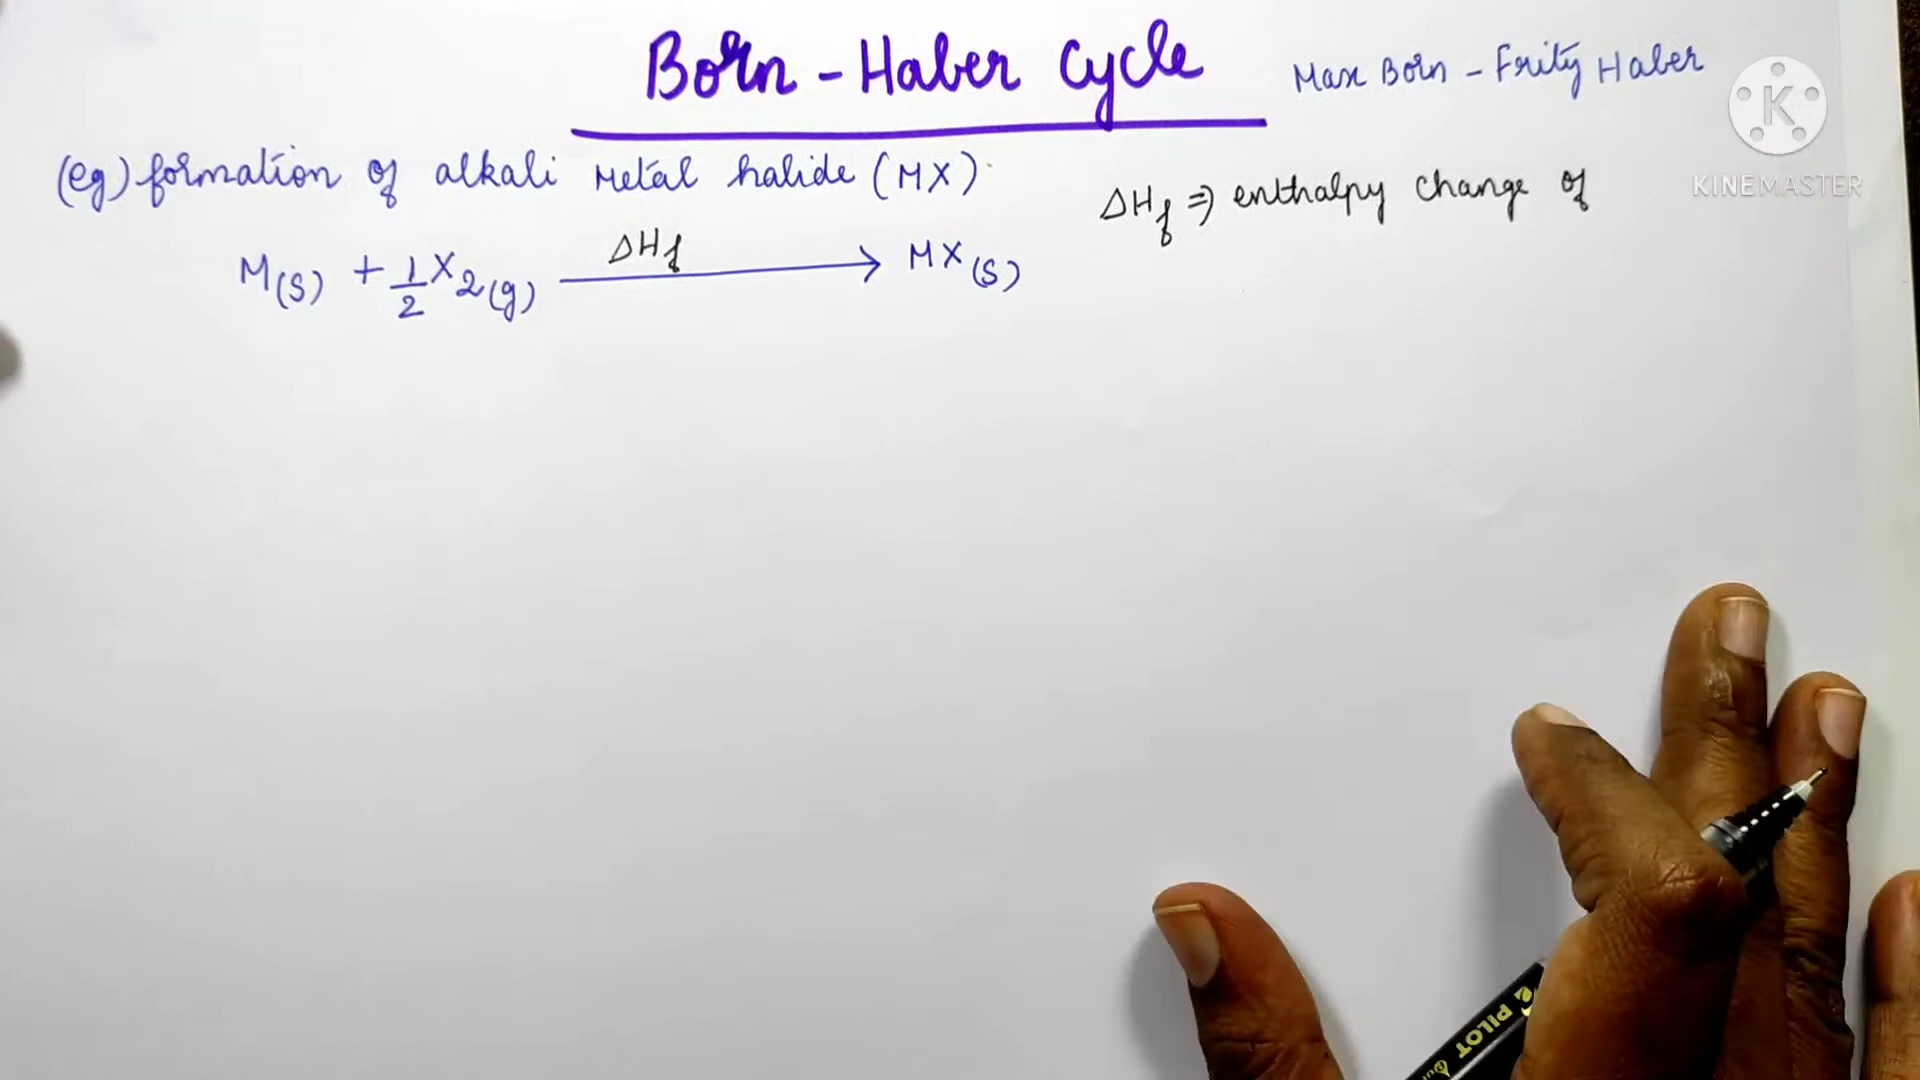 Born - Haber Cycle
Max Born - Frity Haber
K
KINEMASTER
(eg) formation of alkali Metal halide (MX).
ΔHf ⇒ enthalpy change of
M(s) + 1/2 X2(g) ⟶ MX(s)
ΔHf
PILOT